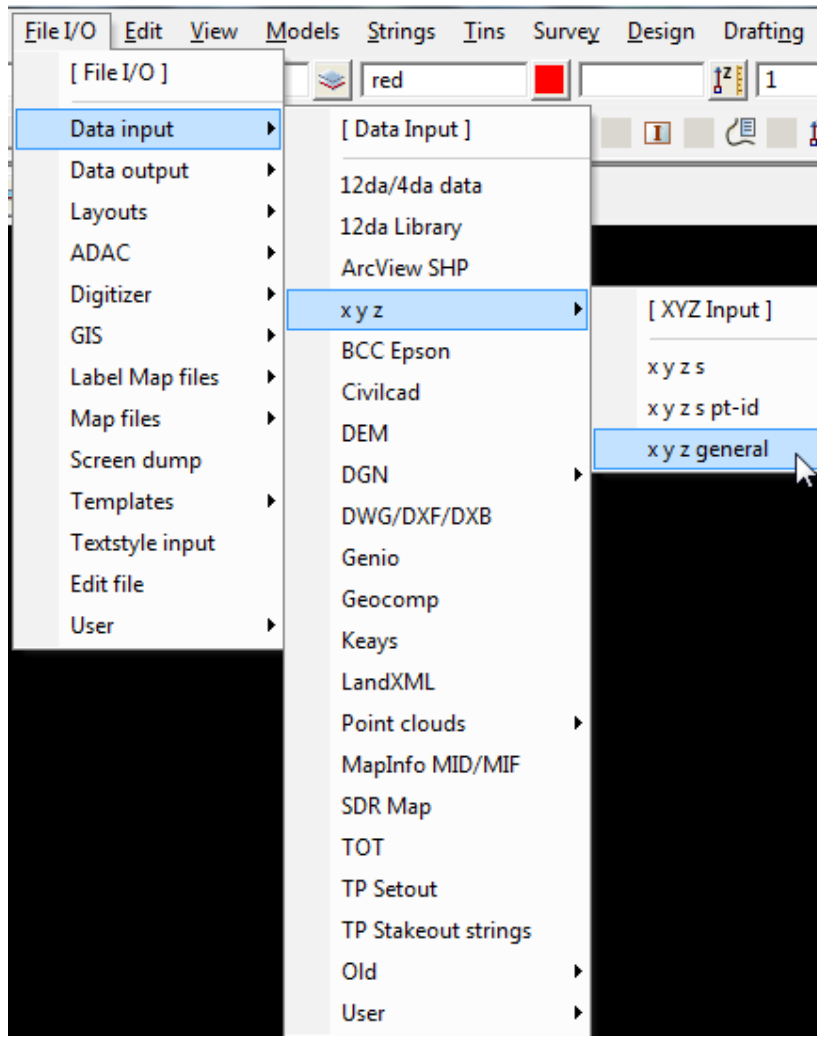 File I/O Edit View Models Strings Tins Survey Design Drafting
[ File I/O ]
red
1
Data input
Data output
Layouts
ADAC
Digitizer
GIS
Label Map files
Map files
Screen dump
Templates
Textstyle input
Edit file
User
[ Data Input ]
12da/4da data
12da Library
ArcView SHP
x y z
BCC Epson
Civilcad
DEM
DGN
DWG/DXF/DXB
Genio
Geocomp
Keays
LandXML
Point clouds
MapInfo MID/MIF
SDR Map
TOT
TP Setout
TP Stakeout strings
Old
User
[ XYZ Input ]
x y z s
x y z s pt-id
x y z general